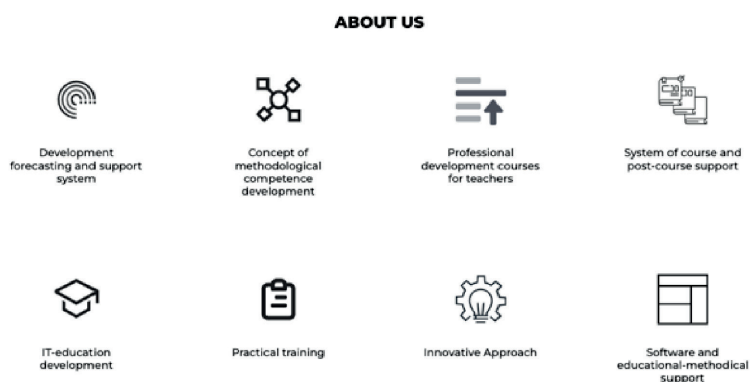 ABOUT US
Development
forecasting and support
system
Concept of
methodological
competence
development
Professional
development courses
for teachers
System of course and
post-course support
IT-education
development
Practical training
Innovative Approach
Software and
educational-methodical
support